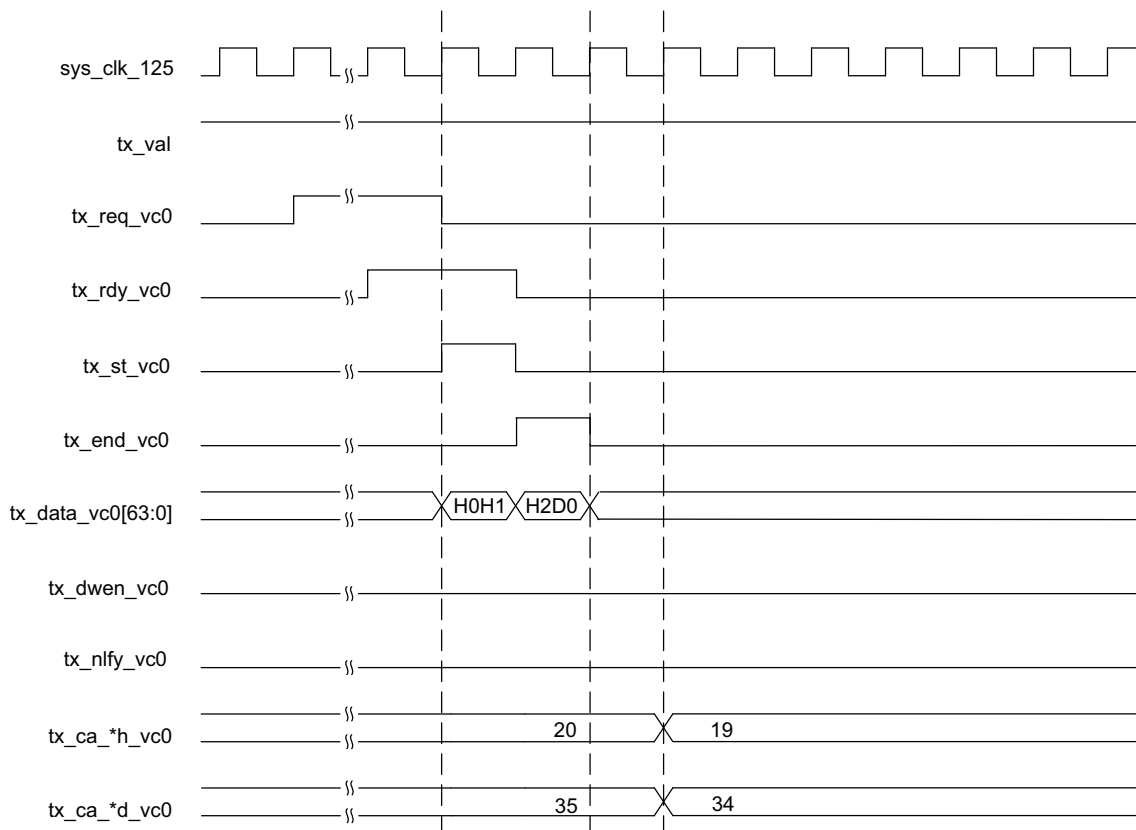 sys_clk_125
tx_val
tx_req_vc0
tx_rdy_vc0
tx_st_vc0
tx_end_vc0
tx_data_vc0[63:0] H0H1 H2D0
tx_dwen_vc0
tx_nlfy_vc0
tx_ca_*h_vc0 20 19
tx_ca_*d_vc0 35 34